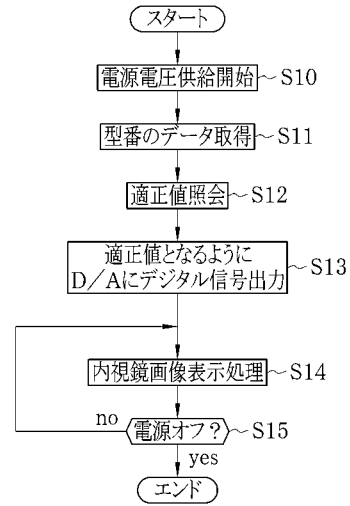 スタート
電源電圧供給開始 S10
型番のデータ取得 S11
適正値照会 S12
適正値となるように
D/Aにデジタル信号出力 S13
内視鏡画像表示処理 S14
no 電源オフ? S15
yes
エンド